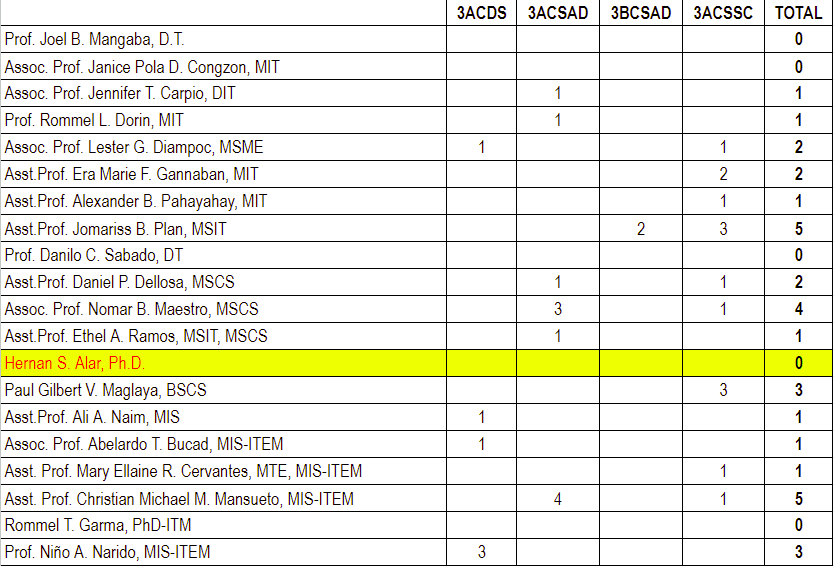 3ACDS 3ACSAD 3BCSAD 3ACSSC TOTAL
Prof. Joel B. Mangaba, D.T. 0
Assoc. Prof. Janice Pola D. Congzon, MIT 0
Assoc. Prof. Jennifer T. Carpio, DIT 1 1
Prof. Rommel L. Dorin, MIT 1 1
Assoc. Prof. Lester G. Diampoc, MSME 1 1 2
Asst.Prof. Era Marie F. Gannaban, MIT 2 2
Asst.Prof. Alexander B. Pahayahay, MIT 1 1
Asst.Prof. Jomariss B. Plan, MSIT 2 3 5
Prof. Danilo C. Sabado, DT 0
Asst.Prof. Daniel P. Dellosa, MSCS 1 1 2
Assoc. Prof. Nomar B. Maestro, MSCS 3 1 4
Asst.Prof. Ethel A. Ramos, MSIT, MSCS 1 1
Hernan S. Alar, Ph.D. 0
Paul Gilbert V. Maglaya, BSCS 3 3
Asst.Prof. Ali A. Naim, MIS 1 1
Assoc. Prof. Abelardo T. Bucad, MIS-ITEM 1 1
Asst. Prof. Mary Ellaine R. Cervantes, MTE, MIS-ITEM 1 1
Asst. Prof. Christian Michael M. Mansueto, MIS-ITEM 4 1 5
Rommel T. Garma, PhD-ITM 0
Prof. Niño A. Narido, MIS-ITEM 3 3